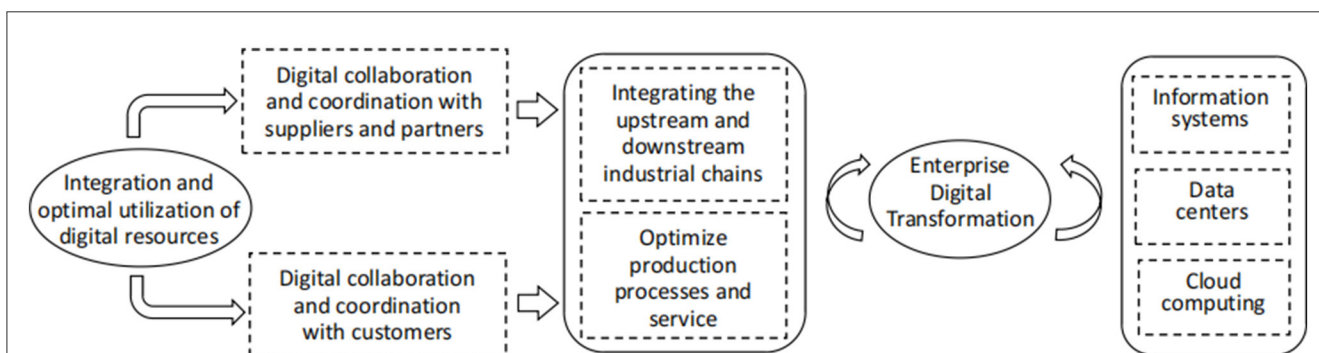 Integration and
optimal utilization of
digital resources
Digital collaboration
and coordination with
suppliers and partners
Digital collaboration
and coordination
with customers
Integrating the
upstream and
downstream
industrial chains
Optimize
production
processes and
service
Enterprise
Digital
Transformation
Information
systems
Data
centers
Cloud
computing